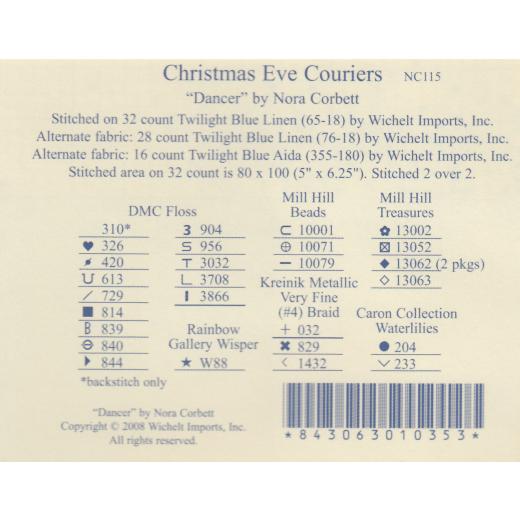 Christmas Eve Couriers NC115
“Dancer” by Nora Corbett
Stitched on 32 count Twilight Blue Linen (65-18) by Wichelt Imports, Inc.
Alternate fabric: 28 count Twilight Blue Linen (76-18) by Wichelt Imports, Inc.
Alternate fabric: 16 count Twilight Blue Aida (355-180) by Wichelt Imports, Inc.
Stitched area on 32 count is 80 x 100 (5" x 6.25"). Stitched 2 over 2.
DMC Floss
310*
♥ 326
420
U 613
/ 729
■ 814
B 839
⊖ 840
844
*backstitch only
3 904
S 956
T 3032
L 3708
I 3866
Rainbow
Gallery Wisper
★ W88
Mill Hill
Beads
⊏ 10001
⊕ 10071
— 10079
Kreinik Metallic
Very Fine
(#4) Braid
+ 032
✖ 829
< 1432
Mill Hill
Treasures
✿ 13002
⊠ 13052
◆ 13062 (2 pkgs)
◇ 13063
Caron Collection
Waterlilies
● 204
﹀ 233
“Dancer” by Nora Corbett
Copyright © 2008 Wichelt Imports, Inc.
All rights reserved.
*843063010353*